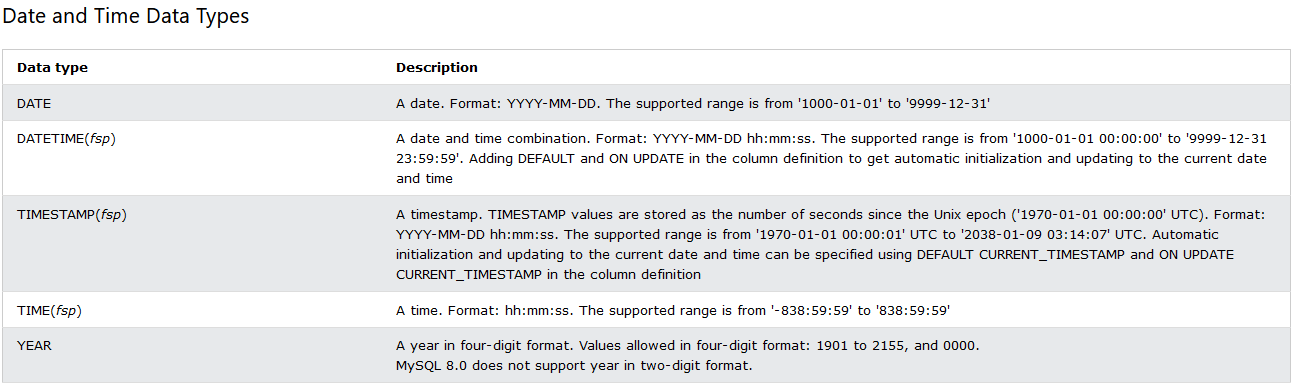 Date and Time Data Types
Data type Description
DATE A date. Format: YYYY-MM-DD. The supported range is from '1000-01-01' to '9999-12-31'
DATETIME(fsp) A date and time combination. Format: YYYY-MM-DD hh:mm:ss. The supported range is from '1000-01-01 00:00:00' to '9999-12-31
23:59:59'. Adding DEFAULT and ON UPDATE in the column definition to get automatic initialization and updating to the current date
and time
TIMESTAMP(fsp) A timestamp. TIMESTAMP values are stored as the number of seconds since the Unix epoch ('1970-01-01 00:00:00' UTC). Format:
YYYY-MM-DD hh:mm:ss. The supported range is from '1970-01-01 00:00:01' UTC to '2038-01-09 03:14:07' UTC. Automatic
initialization and updating to the current date and time can be specified using DEFAULT CURRENT_TIMESTAMP and ON UPDATE
CURRENT_TIMESTAMP in the column definition
TIME(fsp) A time. Format: hh:mm:ss. The supported range is from '-838:59:59' to '838:59:59'
YEAR A year in four-digit format. Values allowed in four-digit format: 1901 to 2155, and 0000.
MySQL 8.0 does not support year in two-digit format.